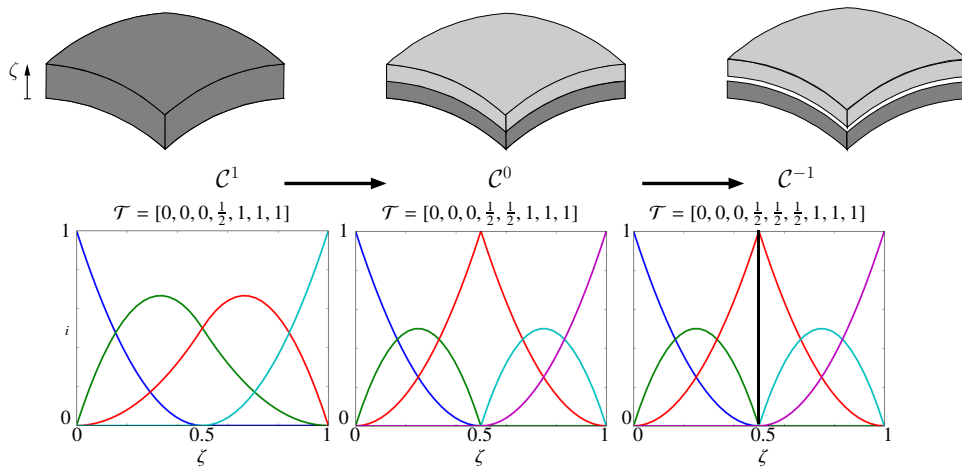 ζ
𝒞¹ 𝒞⁰ 𝒞⁻¹
𝒯 = [0, 0, 0, ½, 1, 1, 1] 𝒯 = [0, 0, 0, ½, ½, 1, 1, 1] 𝒯 = [0, 0, 0, ½, ½, ½, 1, 1, 1]
1 1 1
i
0 0 0
0 0.5 1 0 0.5 1 0 0.5 1
ζ ζ ζ